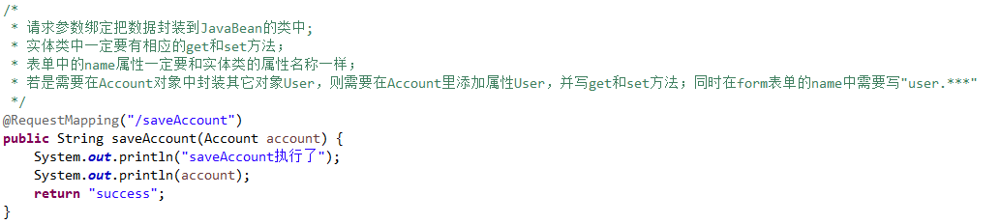 /*
 * 请求参数绑定把数据封装到JavaBean的类中;
 * 实体类中一定要有相应的get和set方法;
 * 表单中的name属性一定要和实体类的属性名称一样;
 * 若是需要在Account对象中封装其它对象User，则需要在Account里添加属性User，并写get和set方法；同时在form表单的name中需要写"user.***"
 */
@RequestMapping("/saveAccount")
public String saveAccount(Account account) {
    System.out.println("saveAccount执行了");
    System.out.println(account);
    return "success";
}